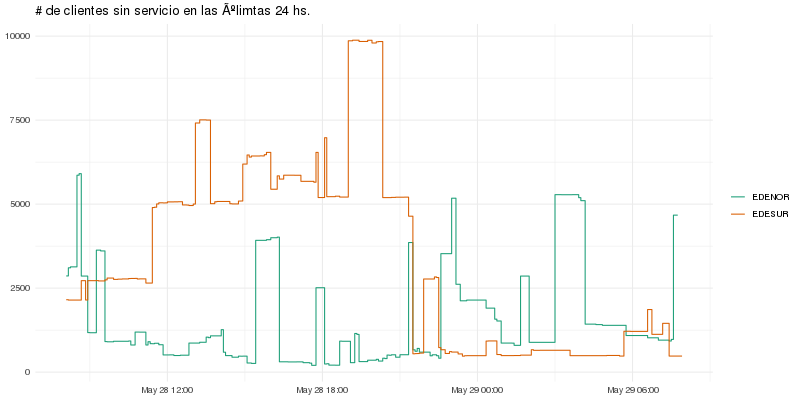 # de clientes sin servicio en las Ãºlimtas 24 hs.
10000
7500
5000
2500
0
May 28 12:00
May 28 18:00
May 29 00:00
May 29 06:00
EDENOR
EDESUR